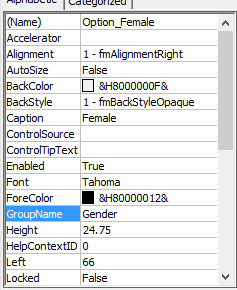 Alphabetic Categorized
(Name) Option_Female
Accelerator
Alignment 1 - fmAlignmentRight
AutoSize False
BackColor &H8000000F&
BackStyle 1 - fmBackStyleOpaque
Caption Female
ControlSource
ControlTipText
Enabled True
Font Tahoma
ForeColor &H80000012&
GroupName Gender
Height 24.75
HelpContextID 0
Left 66
Locked False